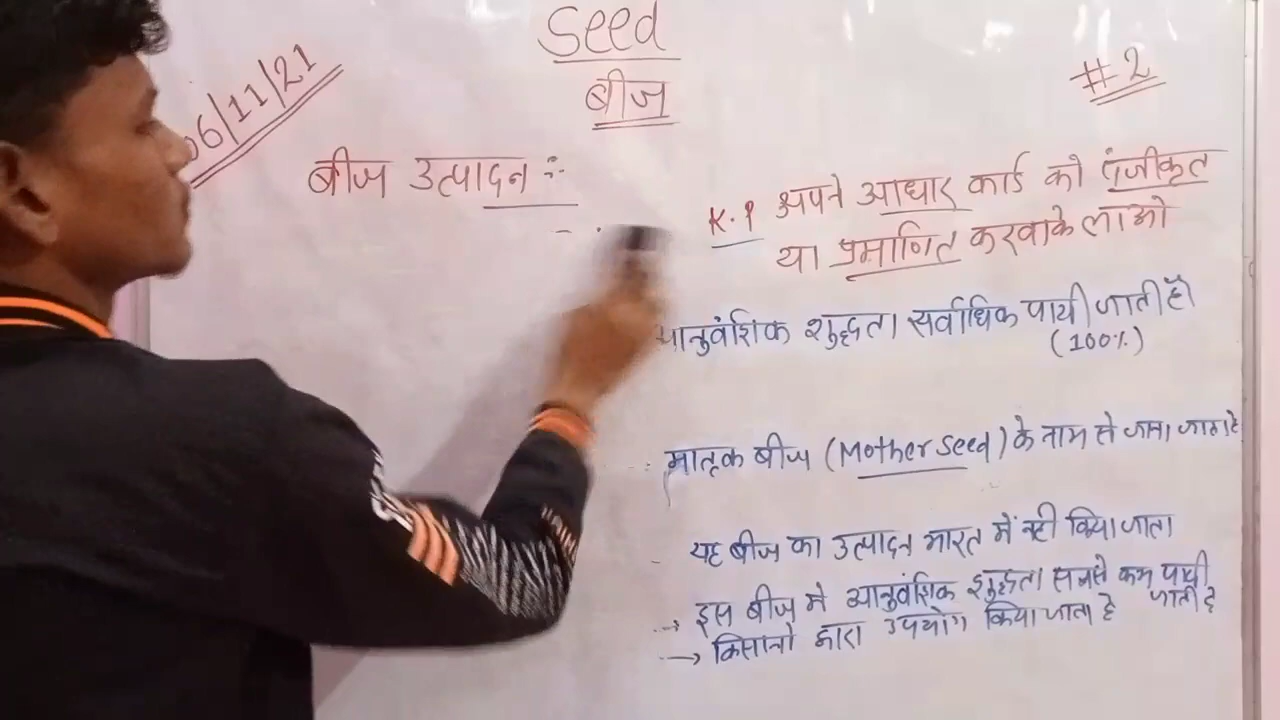 Seed
06/11/21
#2
बीज
बीज उत्पादन :-
K.P अपने आधार कार्ड को पंजीकृत
या प्रमाणित करवाके लाओ
आनुवंशिक शुद्धता सर्वाधिक पायी जाती है
(100%)
मातृक बीज (Mother seed) के नाम से जाना जाता है
यह बीज का उत्पादन भारत में नही किया जाता
→ इस बीज मे आनुवंशिक शुद्धता सबसे कम पायी
जाती है
→ किसानो द्वारा उपयोग किया जाता है